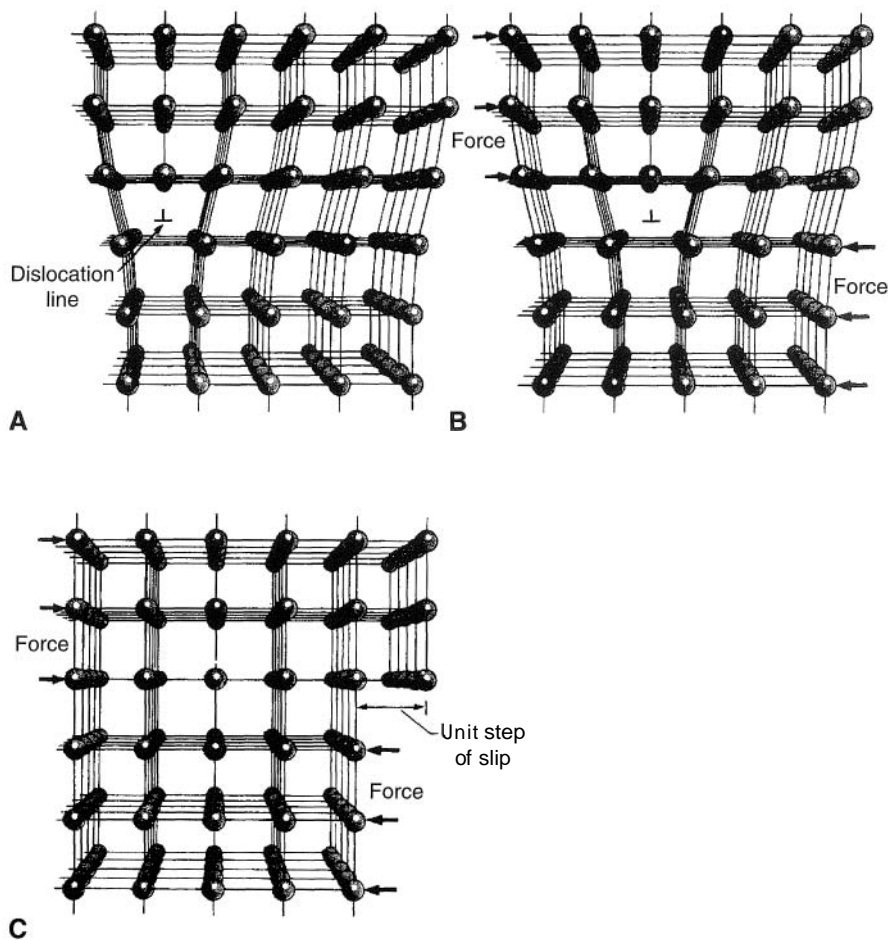 Force
Dislocation
line
Force
A
B
Force
Unit step
of slip
Force
C